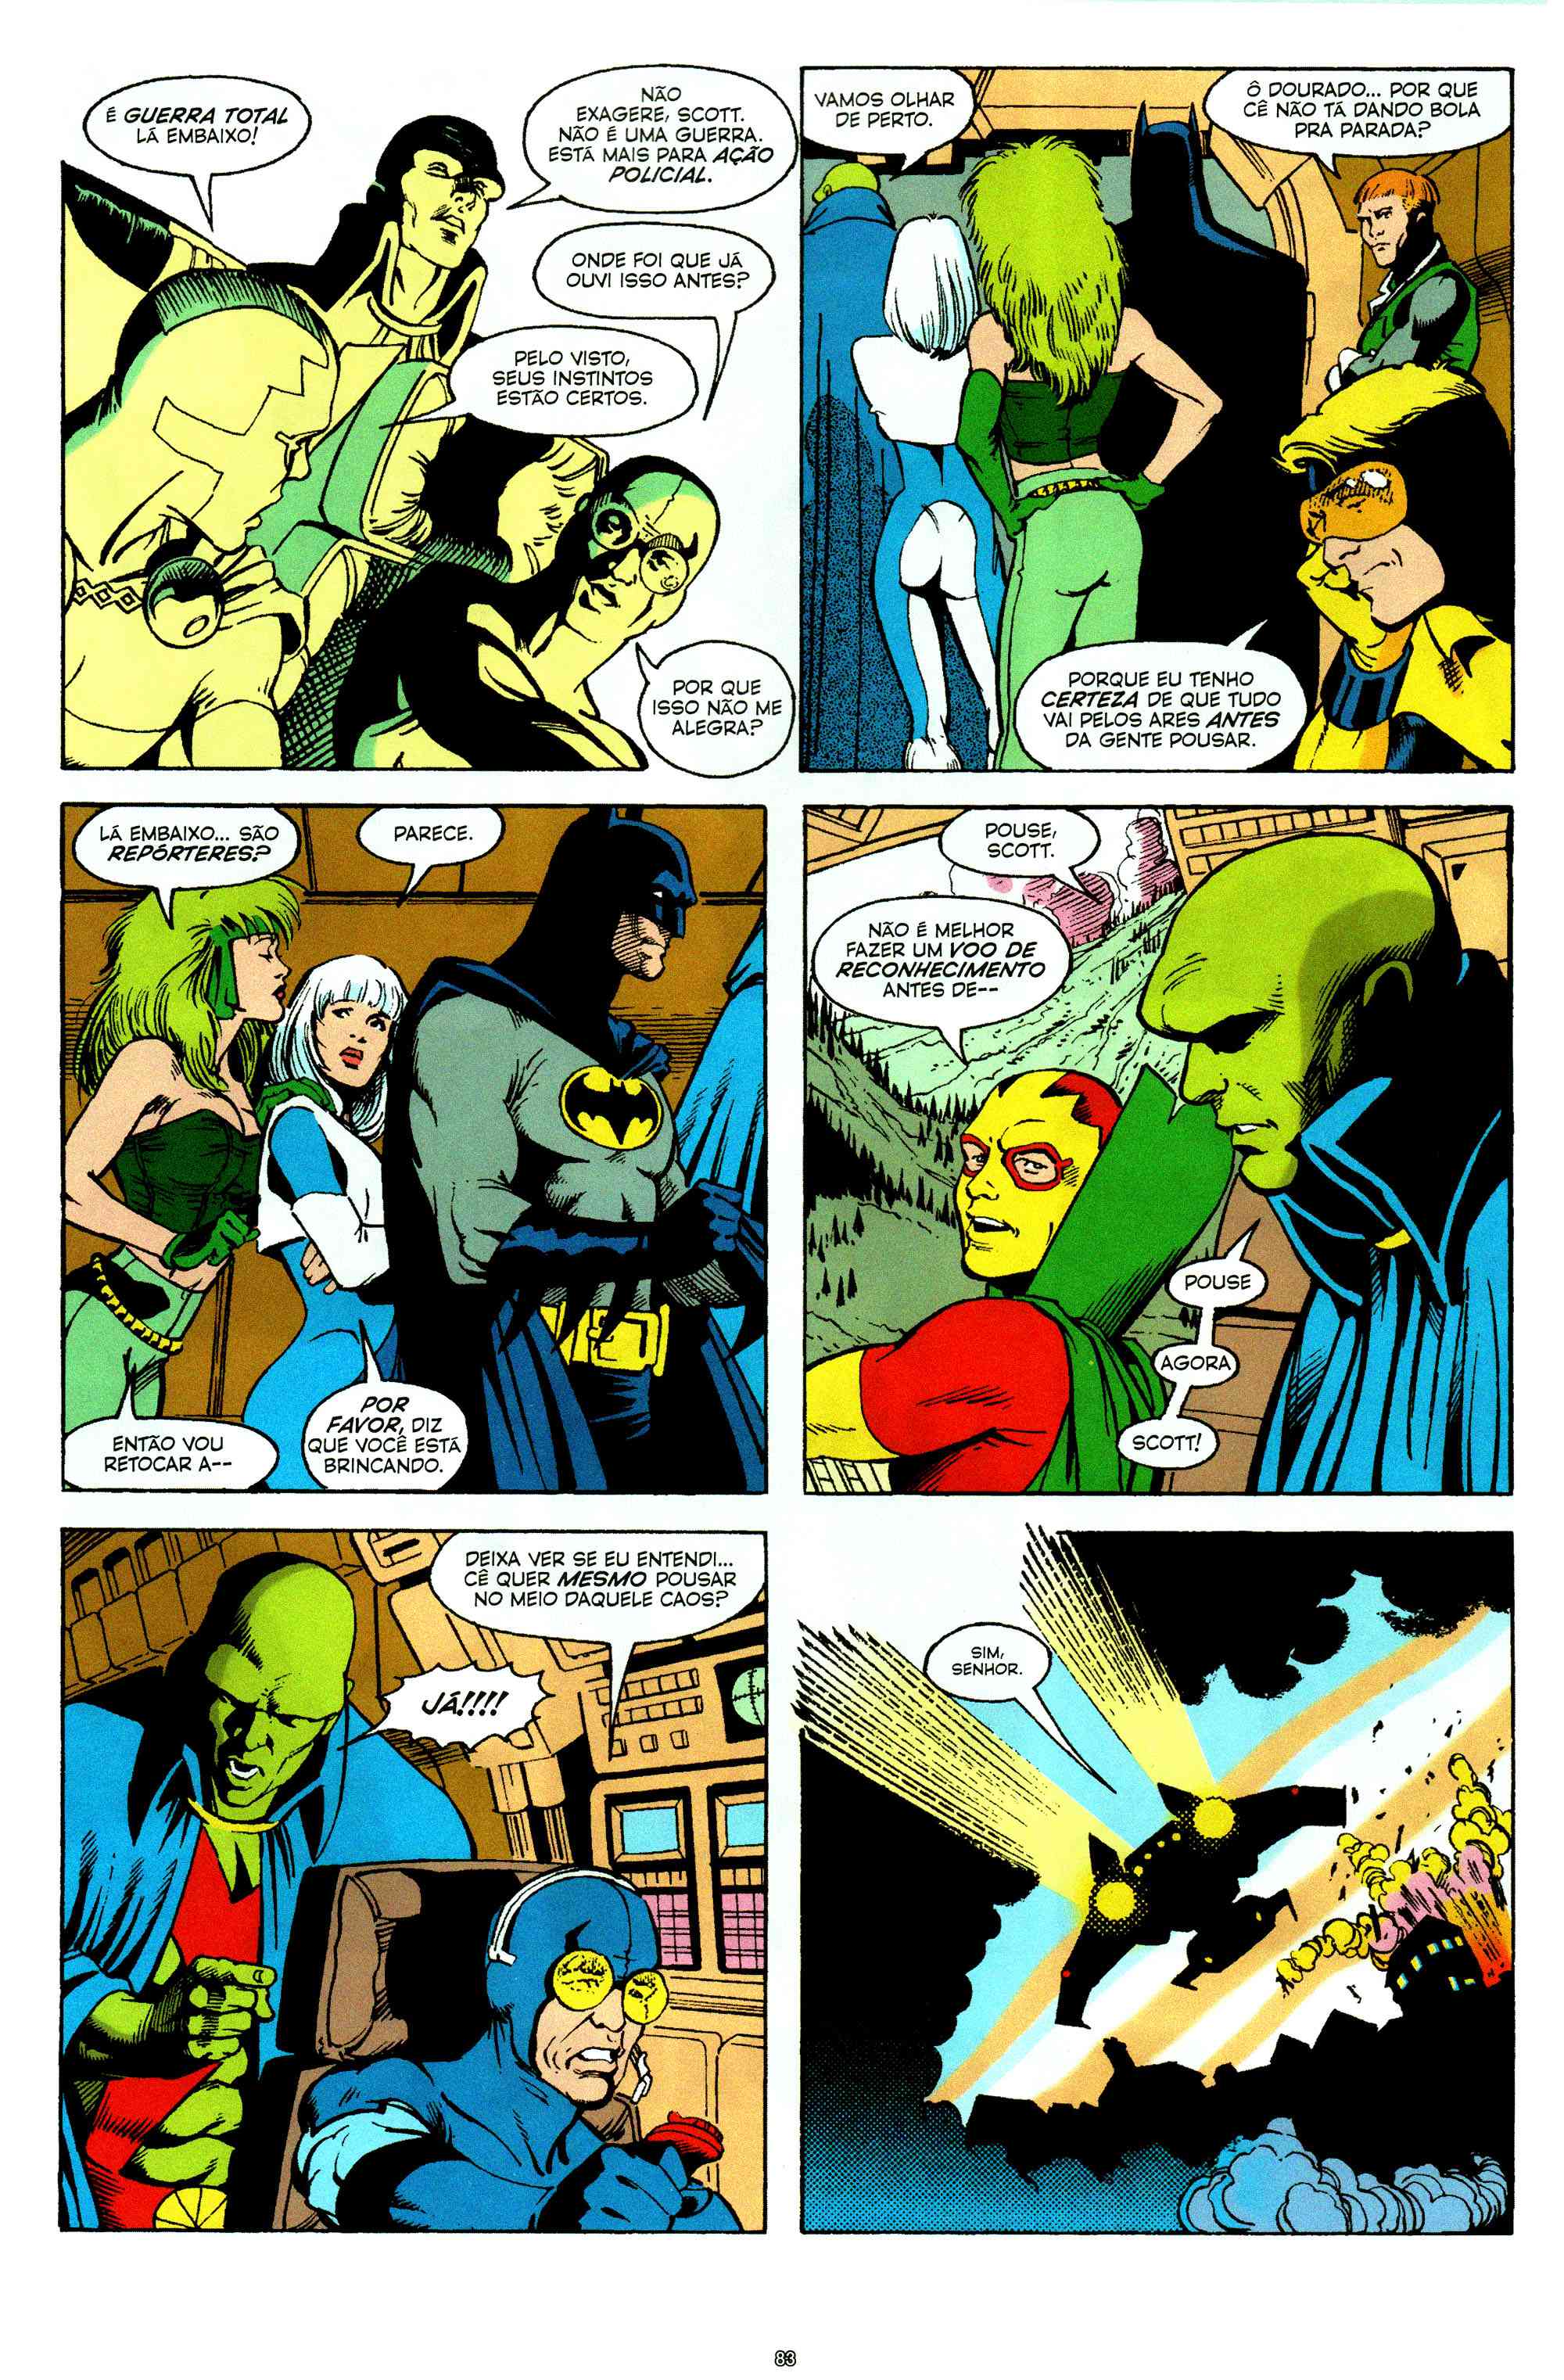 É GUERRA TOTAL
LÁ EMBAIXO!
NÃO
EXAGERE, SCOTT.
NÃO É UMA GUERRA.
ESTÁ MAIS PARA AÇÃO
POLICIAL.
ONDE FOI QUE JÁ
OUVI ISSO ANTES?
PELO VISTO,
SEUS INSTINTOS
ESTÃO CERTOS.
POR QUE
ISSO NÃO ME
ALEGRA?
VAMOS OLHAR
DE PERTO.
Ô DOURADO... POR QUE
CÊ NÃO TÁ DANDO BOLA
PRA PARADA?
PORQUE EU TENHO
CERTEZA DE QUE TUDO
VAI PELOS ARES ANTES
DA GENTE POUSAR.
LÁ EMBAIXO... SÃO
REPÓRTERES?
PARECE.
ENTÃO VOU
RETOCAR A--
POR
FAVOR, DIZ
QUE VOCÊ ESTÁ
BRINCANDO.
POUSE,
SCOTT.
NÃO É MELHOR
FAZER UM VOO DE
RECONHECIMENTO
ANTES DE--
POUSE
AGORA
SCOTT!
DEIXA VER SE EU ENTENDI...
CÊ QUER MESMO POUSAR
NO MEIO DAQUELE CAOS?
JÁ!!!!
SIM,
SENHOR.
83